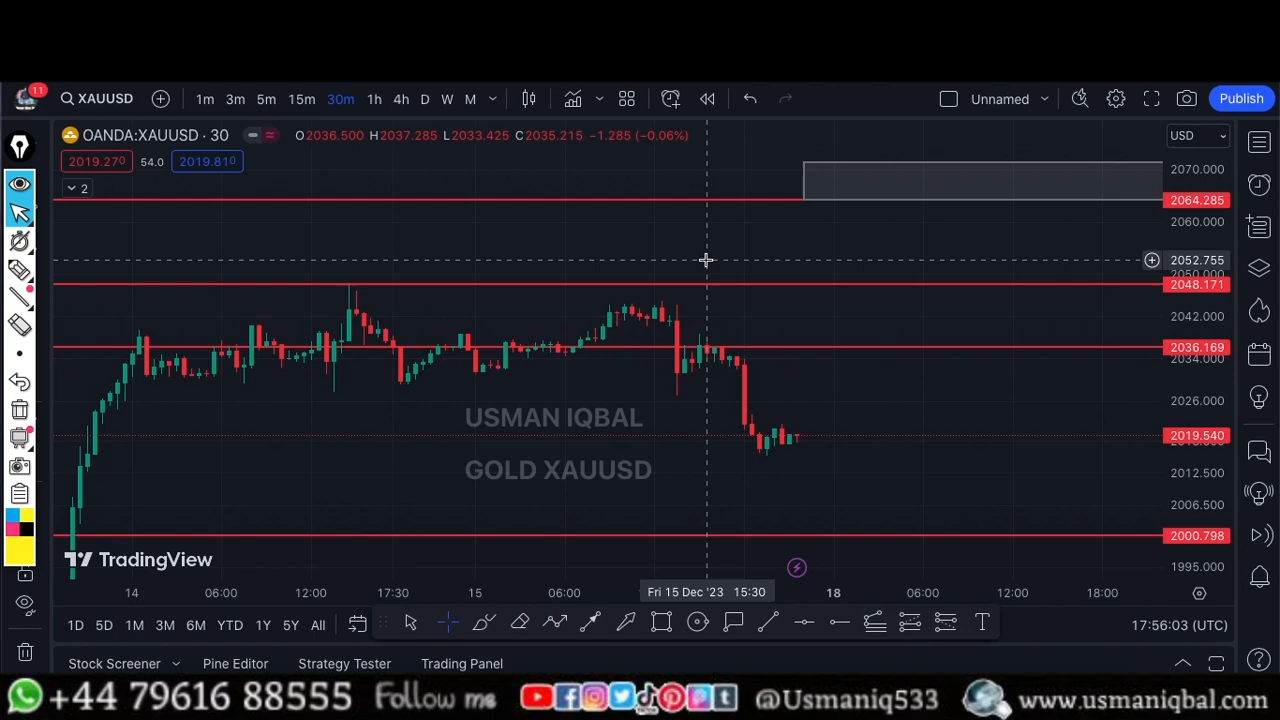 11
XAUUSD 1m 3m 5m 15m 30m 1h 4h D W M Unnamed Publish
OANDA:XAUUSD · 30 O2036.500 H2037.285 L2033.425 C2035.215 −1.285 (−0.06%) USD
2019.270 54.0 2019.810
2
2070.000
2064.285
2060.000
2052.755
2050.000
2048.171
2042.000
2036.169
2034.000
2026.000
USMAN IQBAL
2019.540
GOLD XAUUSD
2012.500
2006.500
2000.798
TradingView
1995.000
14 06:00 12:00 17:30 15 06:00 Fri 15 Dec '23 15:30 18 06:00 12:00 18:00
1D 5D 1M 3M 6M YTD 1Y 5Y All 17:56:03 (UTC)
Stock Screener Pine Editor Strategy Tester Trading Panel
+44 79616 88555 Follow me @Usmaniq533 www.usmaniqbal.com